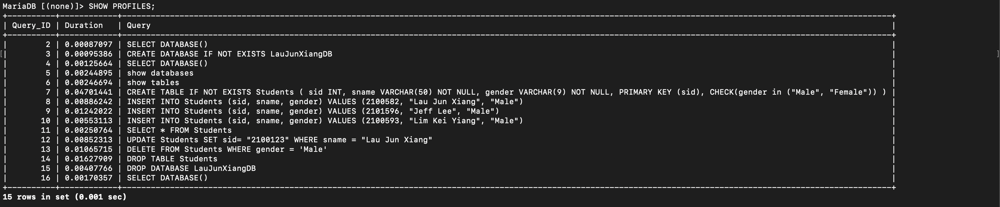 MariaDB [(none)]> SHOW PROFILES;
+----------+------------+-----------------------------------------------------------------------------------------------------------------------------------------------------------------+
| Query_ID | Duration   | Query                                                                                                                                                           |
+----------+------------+-----------------------------------------------------------------------------------------------------------------------------------------------------------------+
|        2 | 0.00087097 | SELECT DATABASE()                                                                                                                                               |
[|        3 | 0.00095386 | CREATE DATABASE IF NOT EXISTS LauJunXiangDB                                                                                                                     |                     ]
|        4 | 0.00125664 | SELECT DATABASE()                                                                                                                                               |
|        5 | 0.00244895 | show databases                                                                                                                                                  |
|        6 | 0.00246694 | show tables                                                                                                                                                     |
|        7 | 0.04701441 | CREATE TABLE IF NOT EXISTS Students ( sid INT, sname VARCHAR(50) NOT NULL, gender VARCHAR(9) NOT NULL, PRIMARY KEY (sid), CHECK(gender in ("Male", "Female")) ) |
|        8 | 0.00886242 | INSERT INTO Students (sid, sname, gender) VALUES (2100582, "Lau Jun Xiang", "Male")                                                                             |
|        9 | 0.01242022 | INSERT INTO Students (sid, sname, gender) VALUES (2101596, "Jeff Lee", "Male")                                                                                  |
|       10 | 0.00553113 | INSERT INTO Students (sid, sname, gender) VALUES (2100593, "Lim Kei Yiang", "Male")                                                                             |
|       11 | 0.00250764 | SELECT * FROM Students                                                                                                                                          |
|       12 | 0.00852313 | UPDATE Students SET sid= "2100123" WHERE sname = "Lau Jun Xiang"                                                                                                |
|       13 | 0.01065715 | DELETE FROM Students WHERE gender = 'Male'                                                                                                                      |
|       14 | 0.01627909 | DROP TABLE Students                                                                                                                                             |
|       15 | 0.00407766 | DROP DATABASE LauJunXiangDB                                                                                                                                     |
|       16 | 0.00170357 | SELECT DATABASE()                                                                                                                                               |
+----------+------------+-----------------------------------------------------------------------------------------------------------------------------------------------------------------+
15 rows in set (0.001 sec)